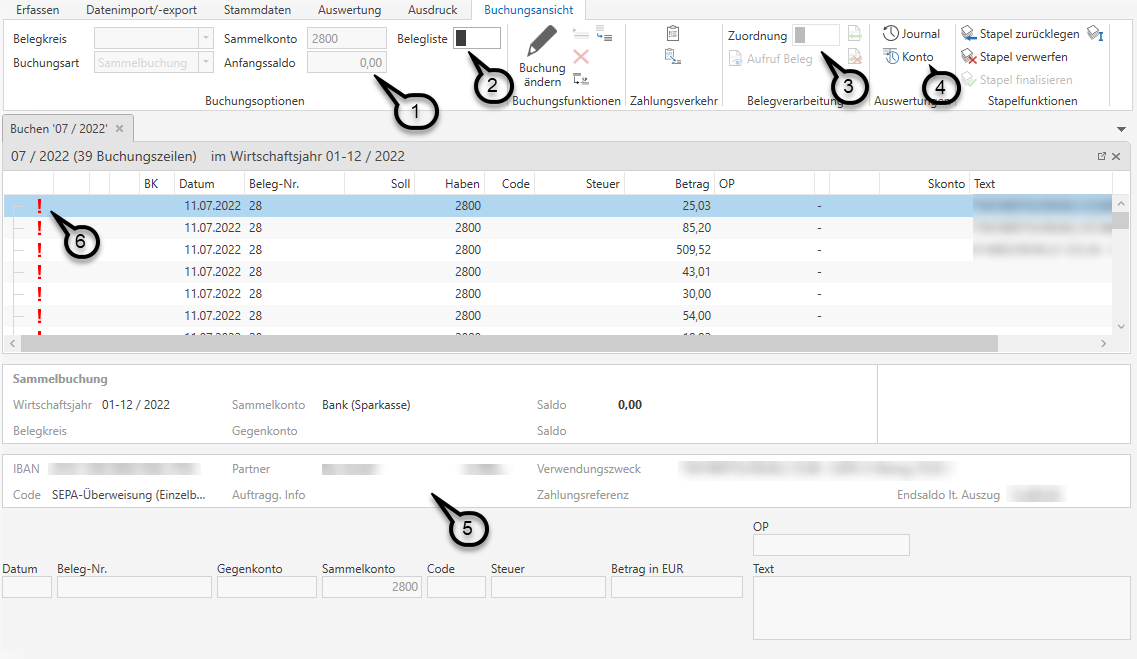 Erfassen Datenimport/-export Stammdaten Auswertung Ausdruck Buchungsansicht
Belegkreis Sammelkonto 2800 Belegliste
Buchungsart Sammelbuchung Anfangssaldo 0,00
Buchung ändern
Buchungsoptionen Buchungsfunktionen Zahlungsverkehr
Zuordnung
Aufruf Beleg
Belegverarbeitung
Journal
Konto
Auswertungen
Stapel zurücklegen
Stapel verwerfen
Stapel finalisieren
Stapelfunktionen
1
2
3
4
Buchen '07 / 2022'
07 / 2022 (39 Buchungszeilen) im Wirtschaftsjahr 01-12 / 2022
BK Datum Beleg-Nr. Soll Haben Code Steuer Betrag OP Skonto Text
! 11.07.2022 28 2800 25,03 -
! 11.07.2022 28 2800 85,20 -
! 11.07.2022 28 2800 509,52 -
! 11.07.2022 28 2800 43,01 -
! 11.07.2022 28 2800 30,00 -
! 11.07.2022 28 2800 54,00 -
6
Sammelbuchung
Wirtschaftsjahr 01-12 / 2022 Sammelkonto Bank (Sparkasse) Saldo 0,00
Belegkreis Gegenkonto Saldo
IBAN Partner Verwendungszweck
Code SEPA-Überweisung (Einzelb... Auftragg. Info Zahlungsreferenz Endsaldo lt. Auszug
5
OP
Datum Beleg-Nr. Gegenkonto Sammelkonto Code Steuer Betrag in EUR Text
2800